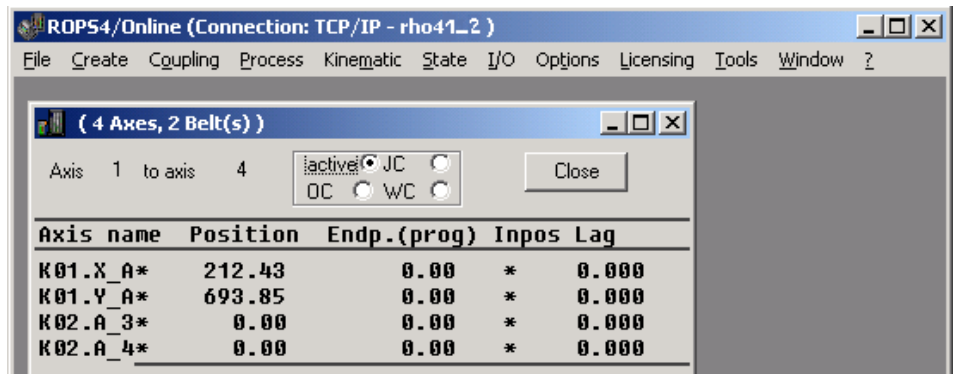 ROPS4/Online (Connection: TCP/IP - rho41_2 )
File Create Coupling Process Kinematic State I/O Options Licensing Tools Window ?
( 4 Axes, 2 Belt(s) )
Axis 1 to axis 4 active JC Close
OC WC
Axis name Position Endp.(prog) Inpos Lag
K01.X_A* 212.43 0.00 * 0.000
K01.Y_A* 693.85 0.00 * 0.000
K02.A_3* 0.00 0.00 * 0.000
K02.A_4* 0.00 0.00 * 0.000